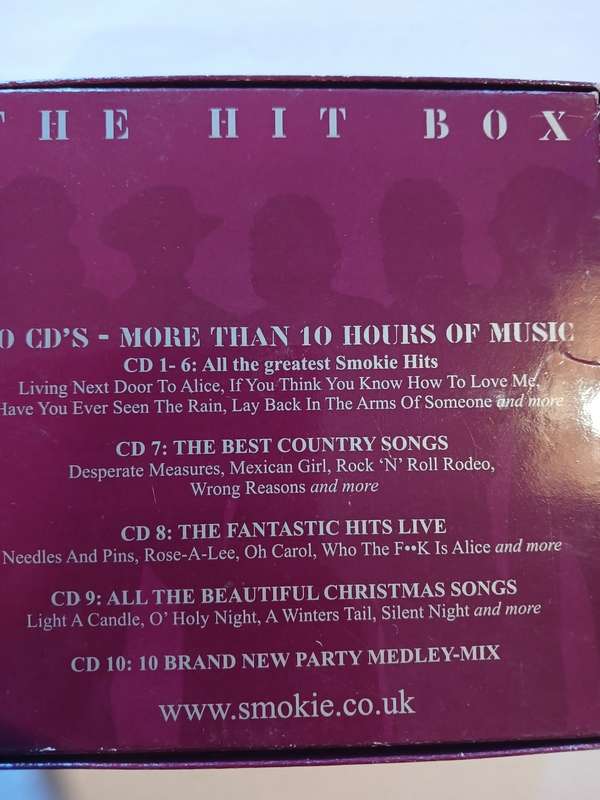 THE HIT BOX
0 CD'S - MORE THAN 10 HOURS OF MUSIC
CD 1- 6: All the greatest Smokie Hits
Living Next Door To Alice, If You Think You Know How To Love Me,
Have You Ever Seen The Rain, Lay Back In The Arms Of Someone and more
CD 7: THE BEST COUNTRY SONGS
Desperate Measures, Mexican Girl, Rock 'N' Roll Rodeo,
Wrong Reasons and more
CD 8: THE FANTASTIC HITS LIVE
Needles And Pins, Rose-A-Lee, Oh Carol, Who The F••K Is Alice and more
CD 9: ALL THE BEAUTIFUL CHRISTMAS SONGS
Light A Candle, O' Holy Night, A Winters Tail, Silent Night and more
CD 10: 10 BRAND NEW PARTY MEDLEY-MIX
www.smokie.co.uk